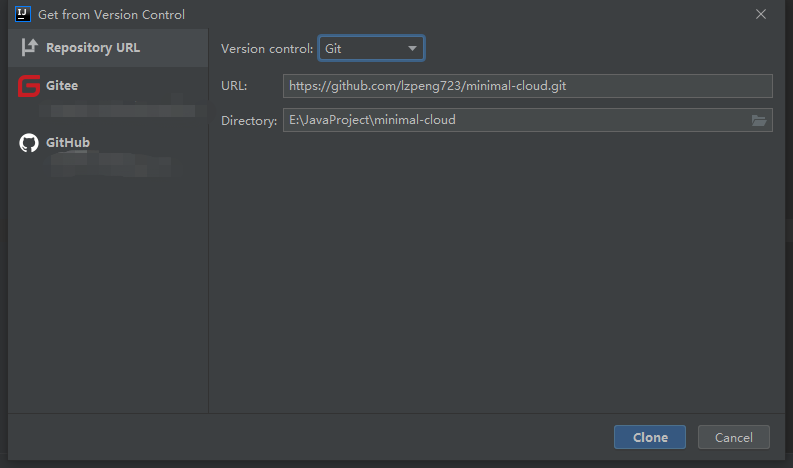 IJ Get from Version Control
Repository URL
Gitee
GitHub
Version control: Git
URL: https://github.com/lzpeng723/minimal-cloud.git
Directory: E:\JavaProject\minimal-cloud
Clone Cancel